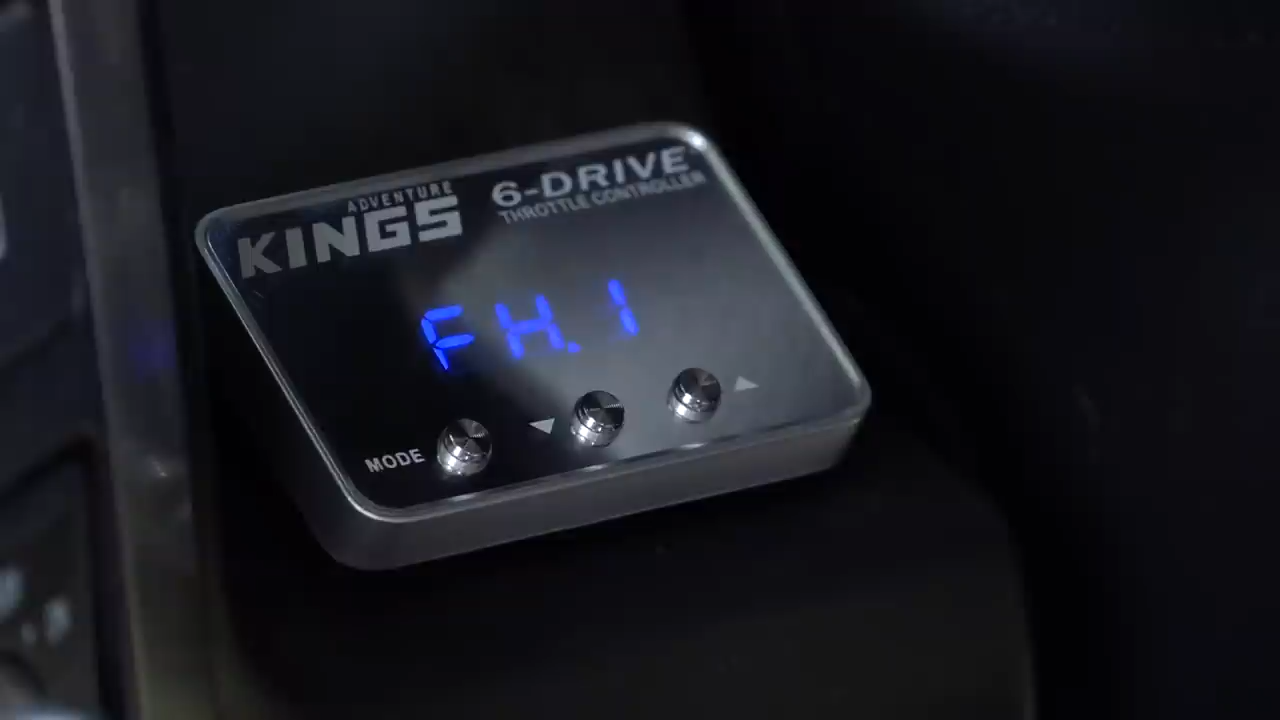 ADVENTURE
KINGS
6-DRIVE
THROTTLE CONTROLLER
FH.1
MODE